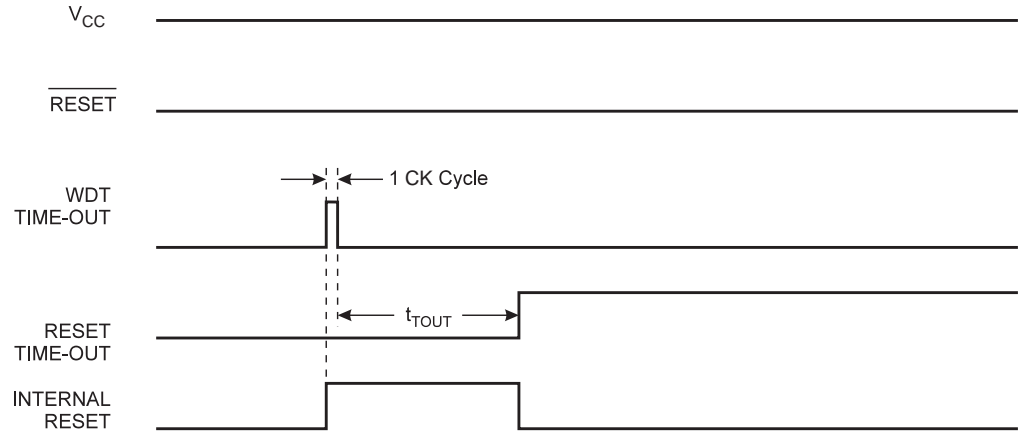 VCC
RESET
1 CK Cycle
WDT
TIME-OUT
tTOUT
RESET
TIME-OUT
INTERNAL
RESET